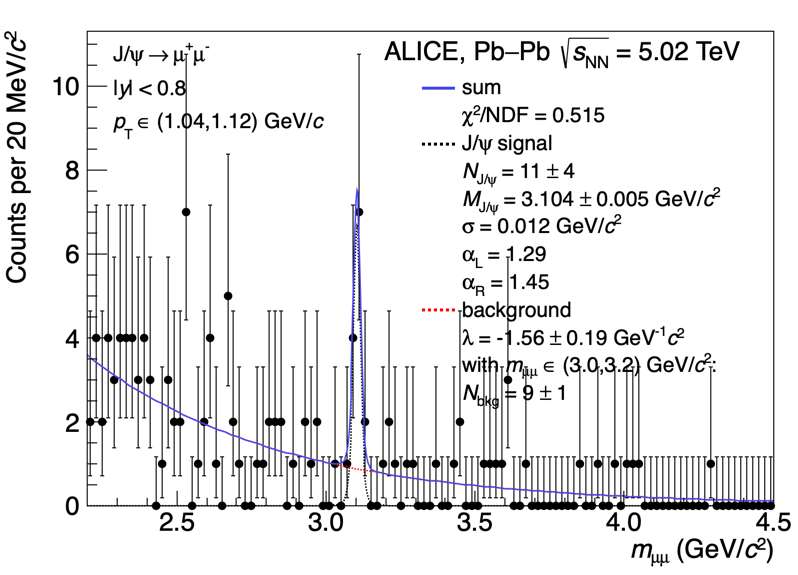 Counts per 20 MeV/c²
10
8
6
4
2
0
2.5 3.0 3.5 4.0 4.5
m_μμ (GeV/c²)
J/ψ → μ⁺μ⁻
|y| < 0.8
p_T ∈ (1.04,1.12) GeV/c
ALICE, Pb–Pb √s_NN = 5.02 TeV
sum
χ²/NDF = 0.515
J/ψ signal
N_J/ψ = 11 ± 4
M_J/ψ = 3.104 ± 0.005 GeV/c²
σ = 0.012 GeV/c²
α_L = 1.29
α_R = 1.45
background
λ = -1.56 ± 0.19 GeV⁻¹c²
with m_μμ ∈ (3.0,3.2) GeV/c²:
N_bkg = 9 ± 1